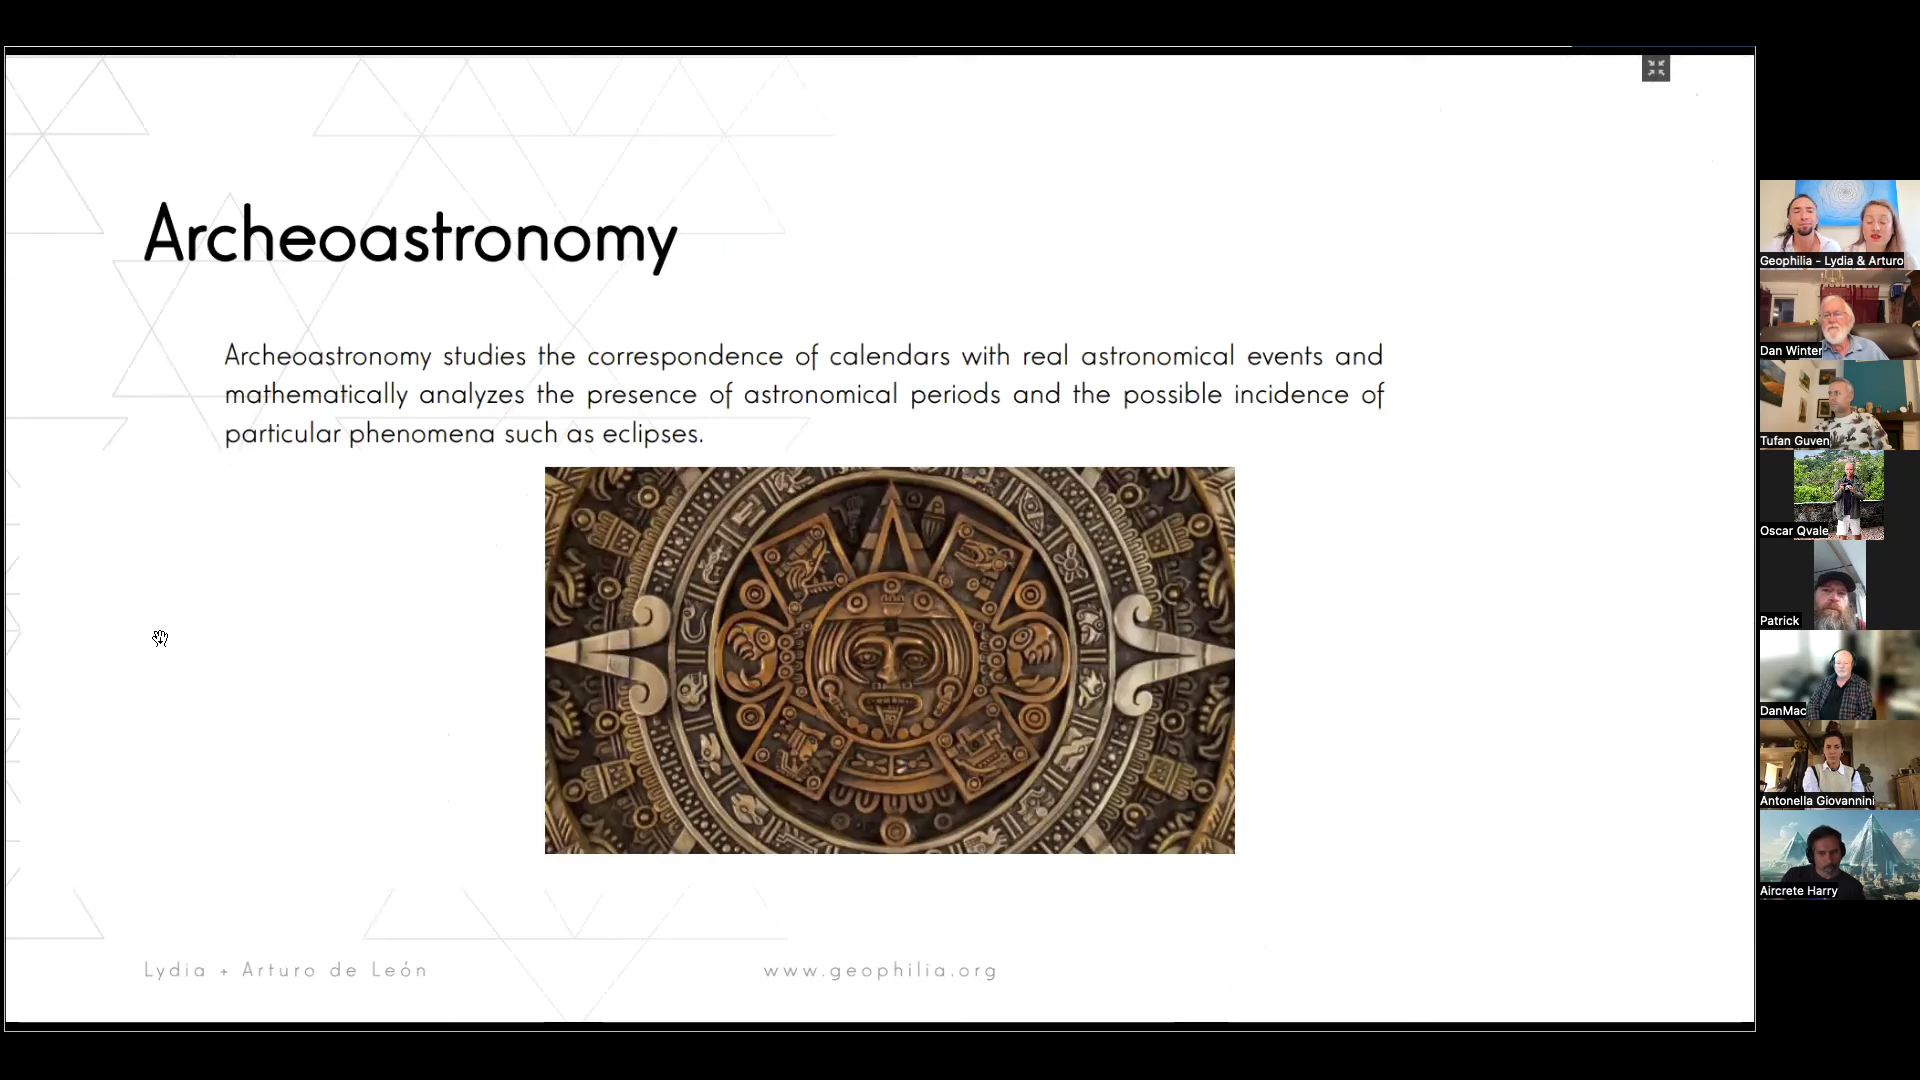 Archeoastronomy
Archeoastronomy studies the correspondence of calendars with real astronomical events and
mathematically analyzes the presence of astronomical periods and the possible incidence of
particular phenomena such as eclipses.
Lydia + Arturo de León
www.geophilia.org
Geophilia - Lydia & Arturo
Dan Winter
Tufan Guven
Oscar Qvale
Patrick
DanMac
Antonella Giovannini
Aircrete Harry